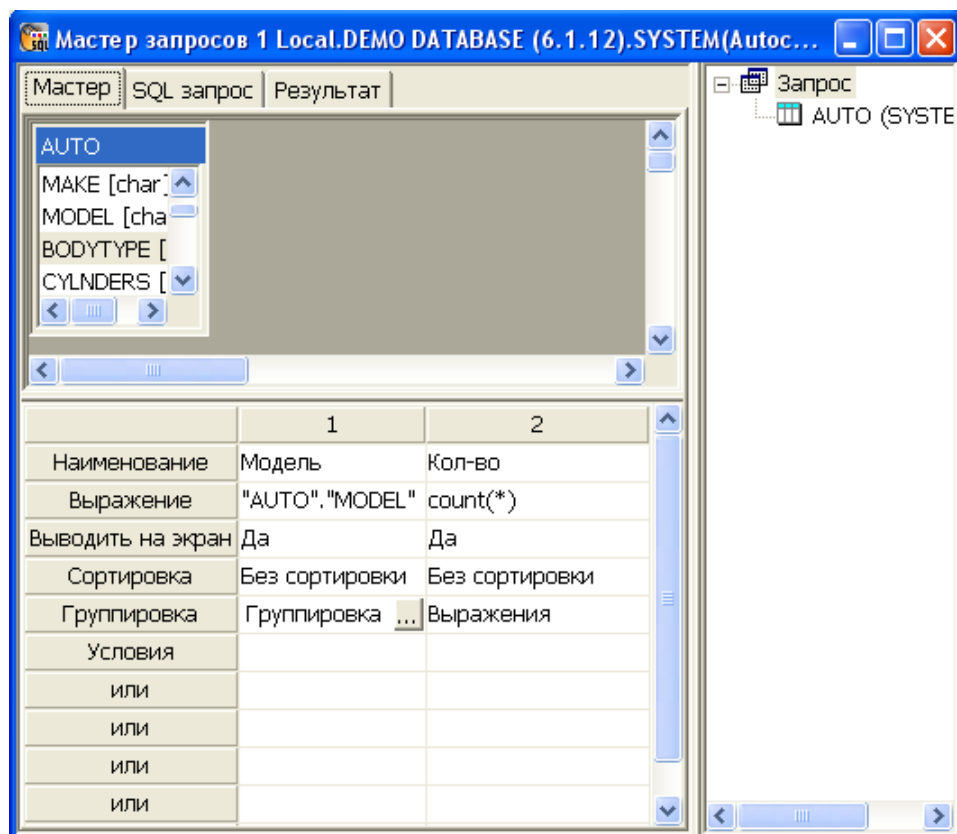 Мастер запросов 1 Local.DEMO DATABASE (6.1.12).SYSTEM(Autoc...
Мастер SQL запрос Результат
AUTO
MAKE [char]
MODEL [cha
BODYTYPE [
CYLNDERS [
Запрос
AUTO (SYSTE
1 2
Наименование Модель Кол-во
Выражение "AUTO"."MODEL" count(*)
Выводить на экран Да Да
Сортировка Без сортировки Без сортировки
Группировка Группировка ... Выражения
Условия
или
или
или
или